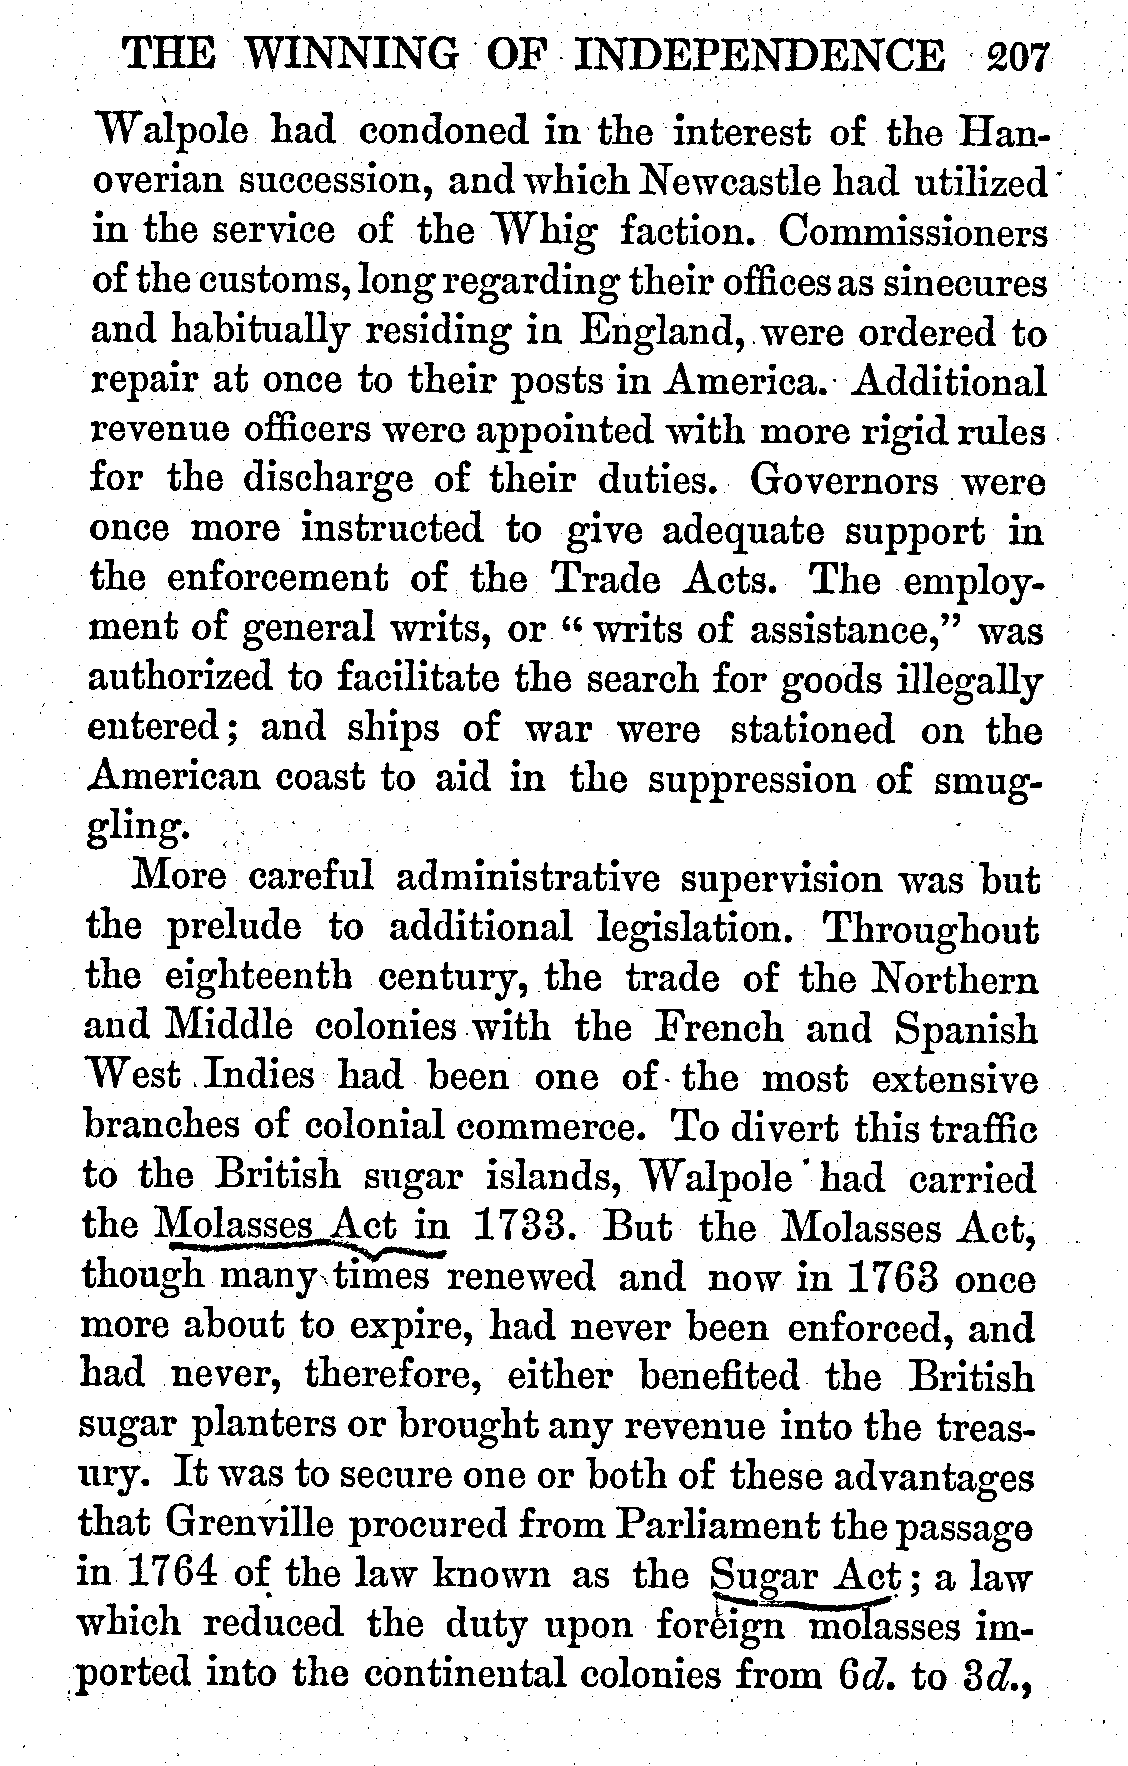 THE WINNING OF INDEPENDENCE 207
Walpole had condoned in the interest of the Han-
overian succession, and which Newcastle had utilized
in the service of the Whig faction. Commissioners
of the customs, long regarding their offices as sinecures
and habitually residing in England, were ordered to
repair at once to their posts in America. Additional
revenue officers were appointed with more rigid rules
for the discharge of their duties. Governors were
once more instructed to give adequate support in
the enforcement of the Trade Acts. The employ-
ment of general writs, or “ writs of assistance,” was
authorized to facilitate the search for goods illegally
entered; and ships of war were stationed on the
American coast to aid in the suppression of smug-
gling.
More careful administrative supervision was but
the prelude to additional legislation. Throughout
the eighteenth century, the trade of the Northern
and Middle colonies with the French and Spanish
West Indies had been one of the most extensive
branches of colonial commerce. To divert this traffic
to the British sugar islands, Walpole had carried
the Molasses Act in 1733. But the Molasses Act,
though many times renewed and now in 1763 once
more about to expire, had never been enforced, and
had never, therefore, either benefited the British
sugar planters or brought any revenue into the treas-
ury. It was to secure one or both of these advantages
that Grenville procured from Parliament the passage
in 1764 of the law known as the Sugar Act; a law
which reduced the duty upon foreign molasses im-
ported into the continental colonies from 6d. to 3d.,